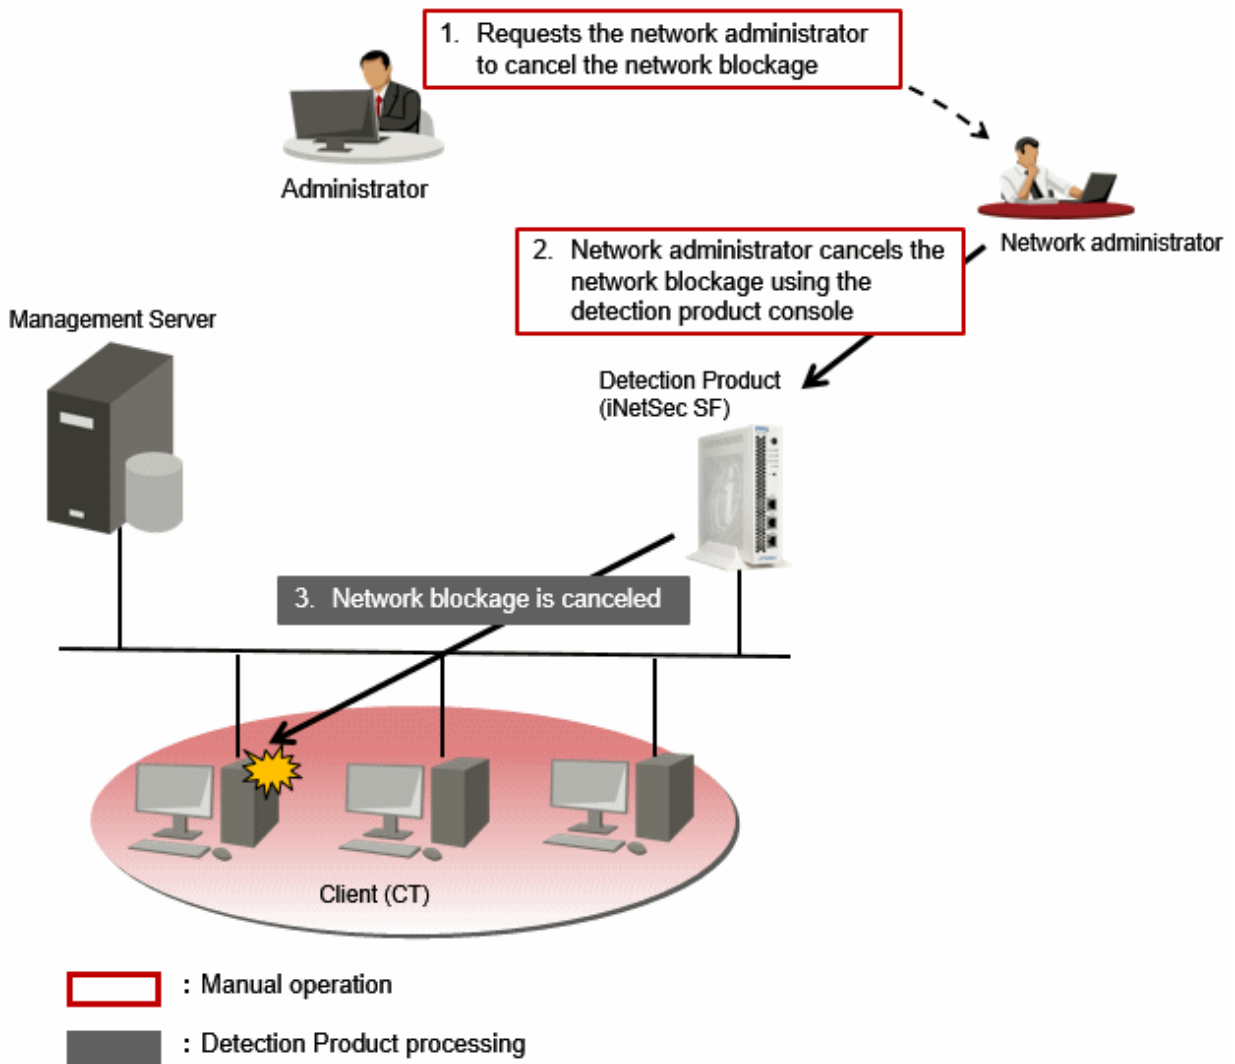 1. Requests the network administrator
to cancel the network blockage
Administrator
Network administrator
2. Network administrator cancels the
network blockage using the
detection product console
Management Server
Detection Product
(iNetSec SF)
3. Network blockage is canceled
Client (CT)
: Manual operation
: Detection Product processing